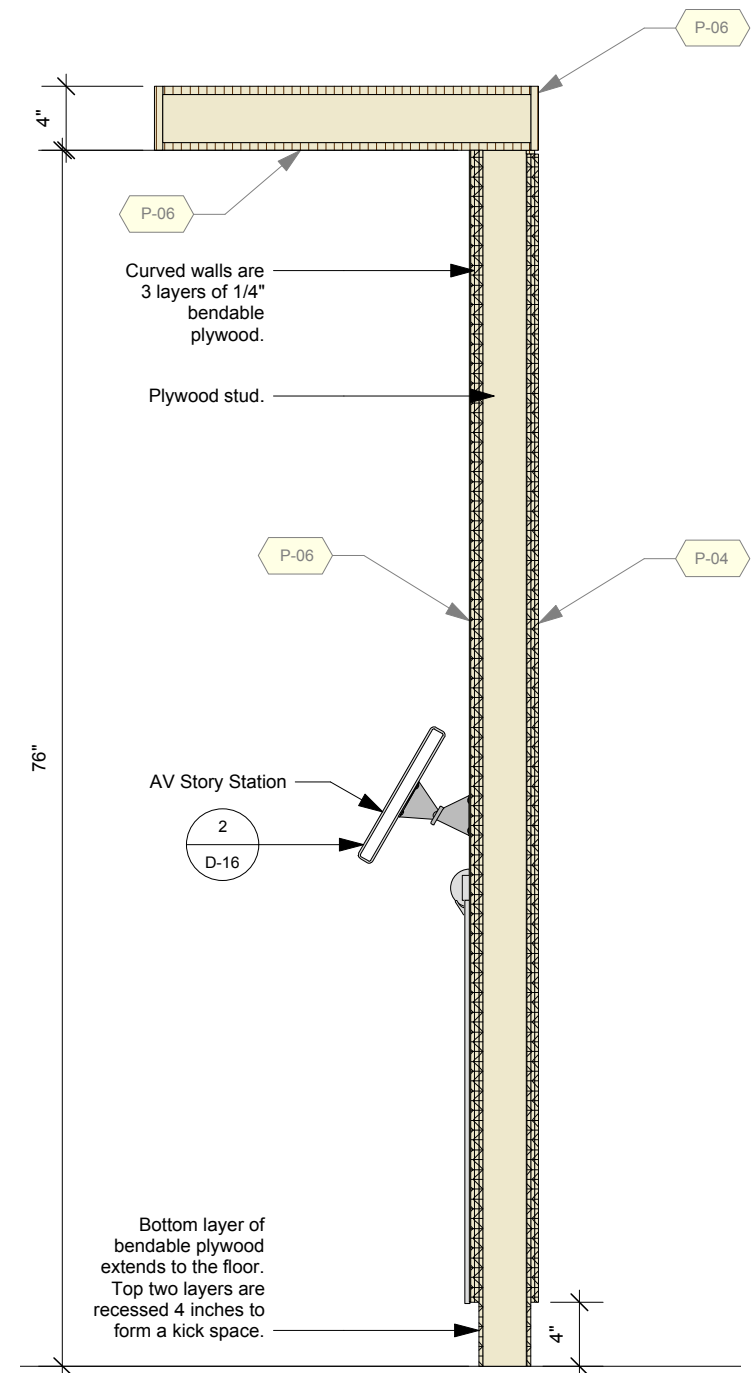 P-06
4"
P-06
Curved walls are
3 layers of 1/4"
bendable
plywood.
Plywood stud.
P-06
P-04
76"
AV Story Station
2
D-16
Bottom layer of
bendable plywood
extends to the floor.
Top two layers are
recessed 4 inches to
form a kick space.
4"